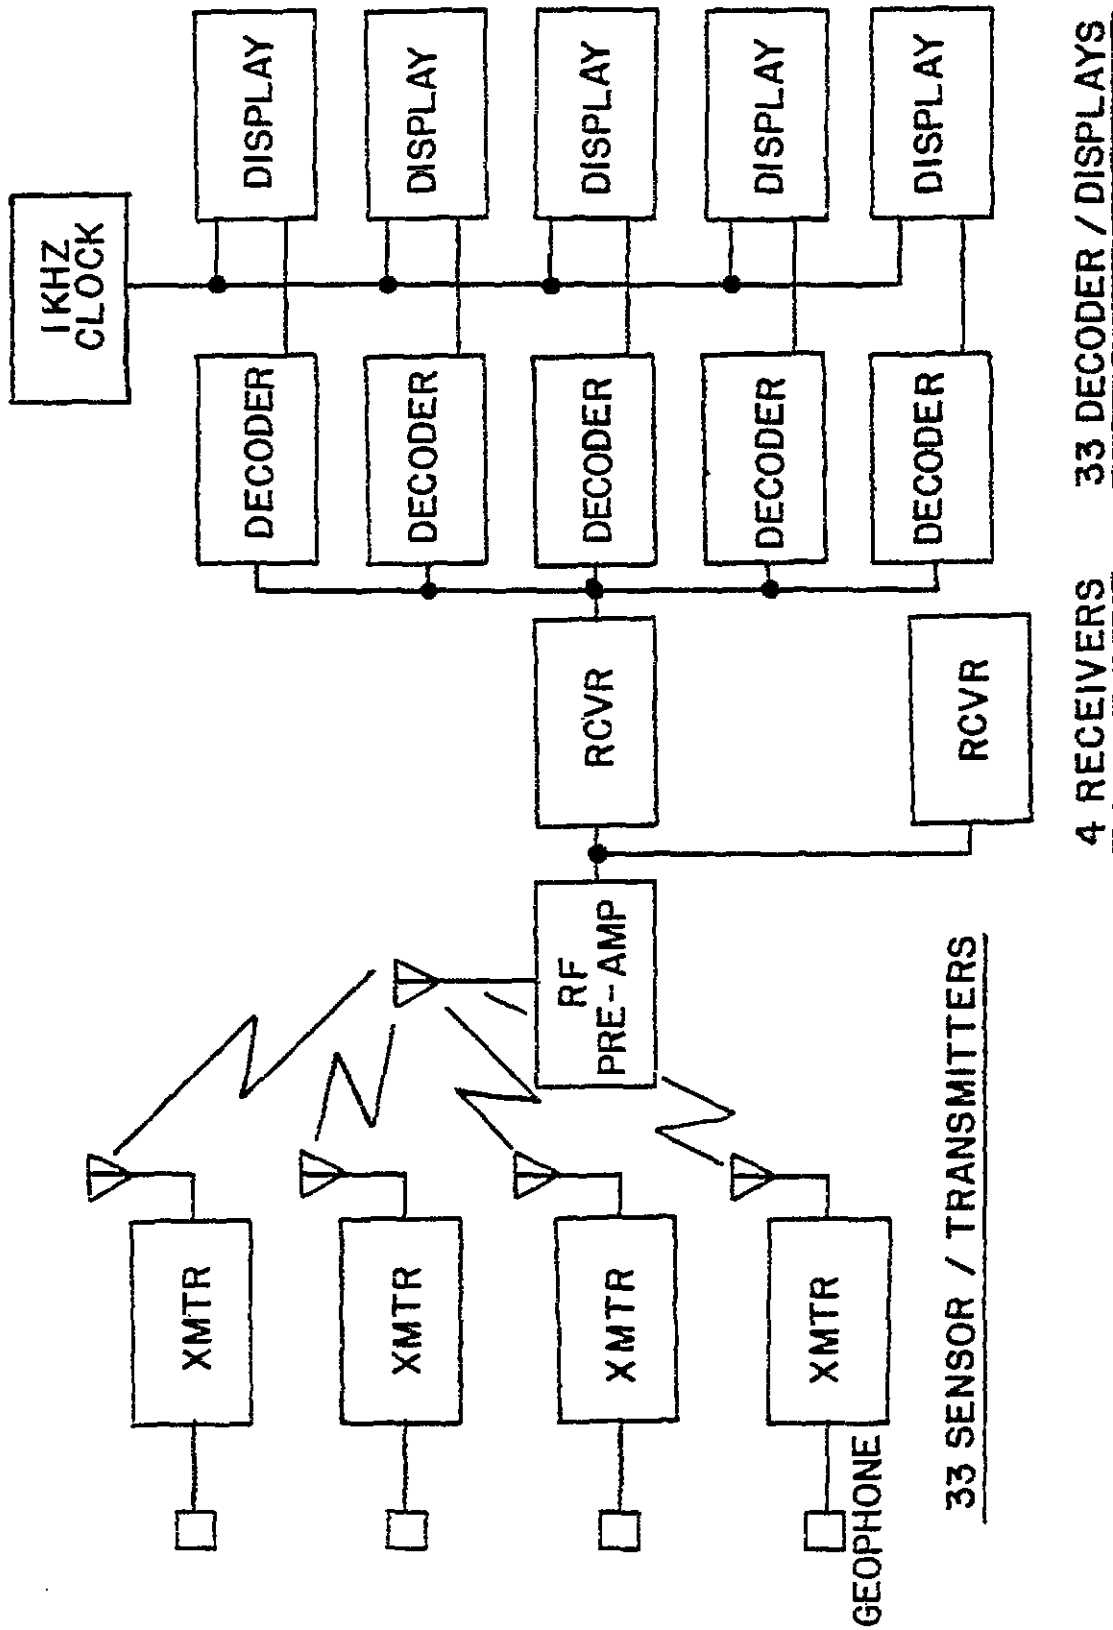 1 KHZ
CLOCK
DISPLAY
DISPLAY
DISPLAY
DISPLAY
DISPLAY
DECODER
DECODER
DECODER
DECODER
DECODER
RCVR
RCVR
RF
PRE-AMP
XMTR
XMTR
XMTR
XMTR
GEOPHONE
33 SENSOR / TRANSMITTERS
4 RECEIVERS
33 DECODER / DISPLAYS